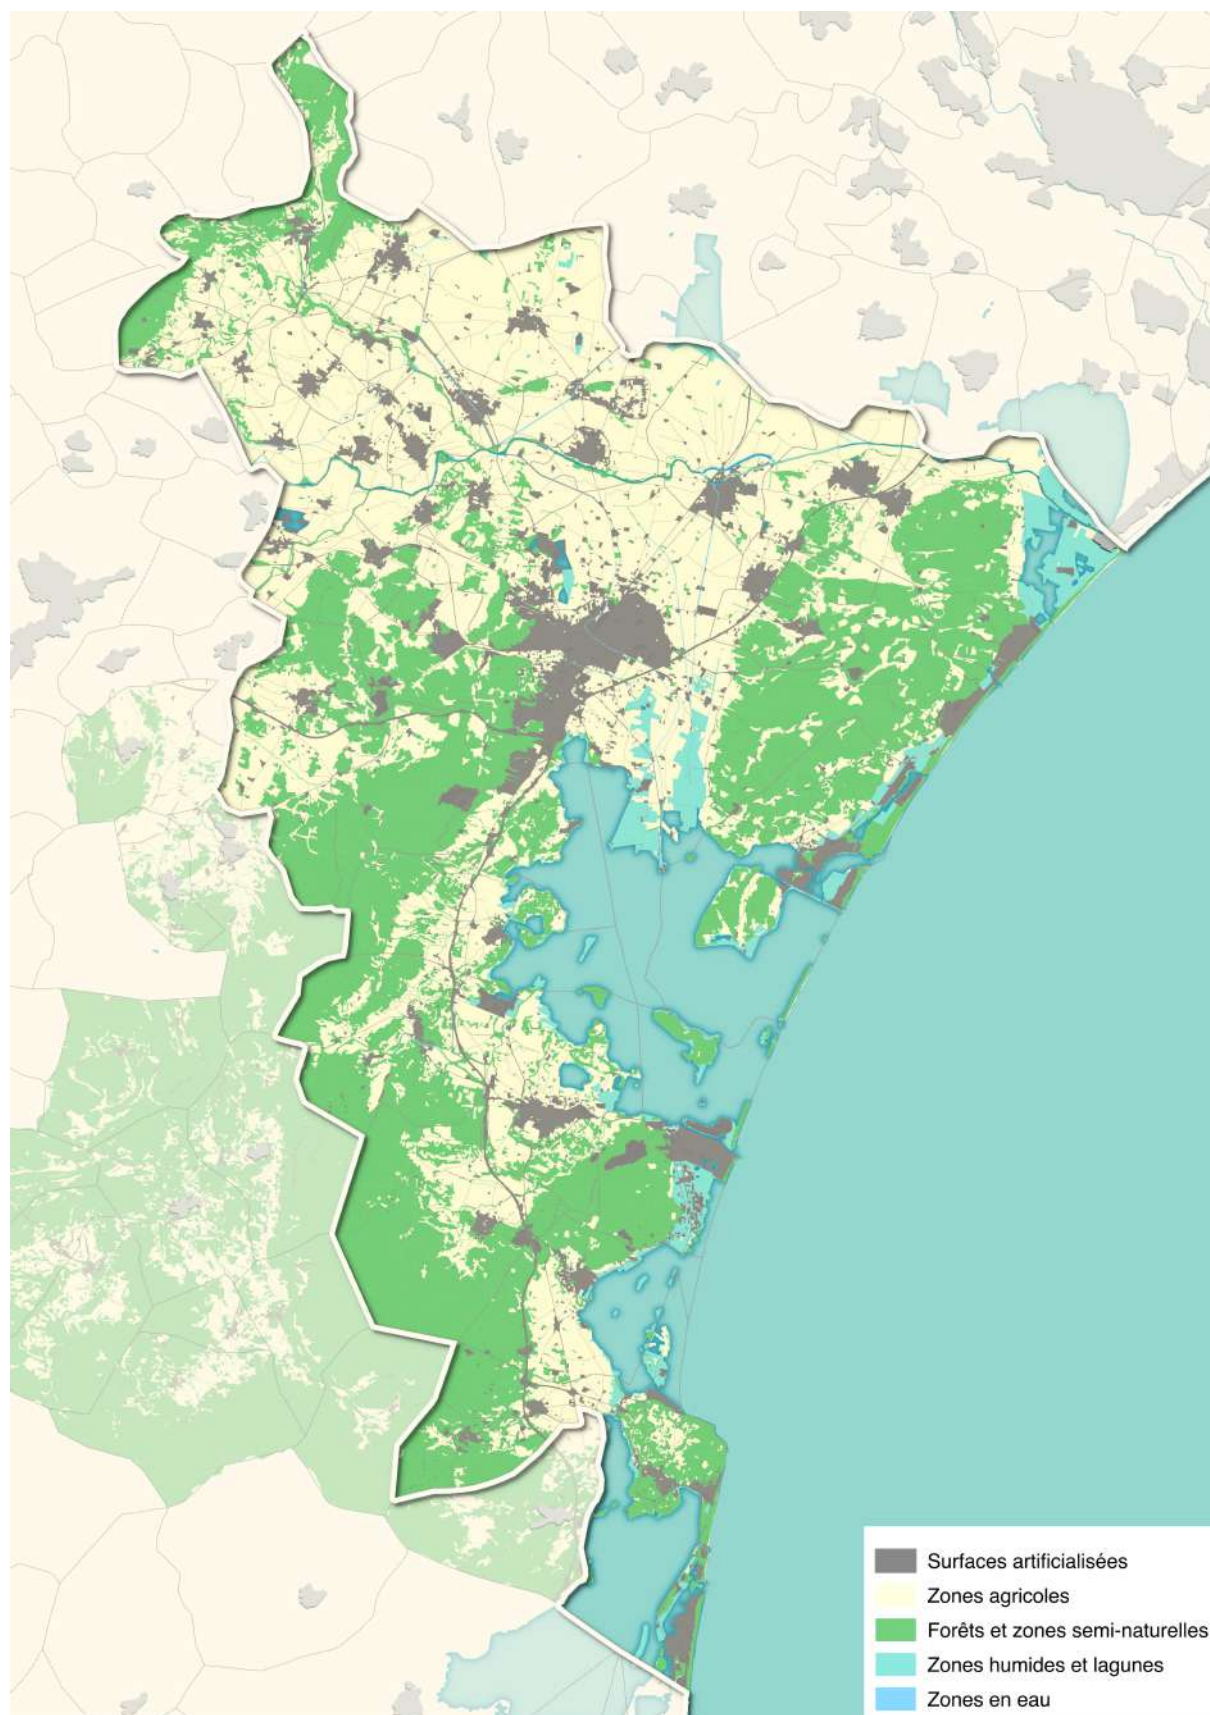 Surfaces artificialisées
Zones agricoles
Forêts et zones semi-naturelles
Zones humides et lagunes
Zones en eau